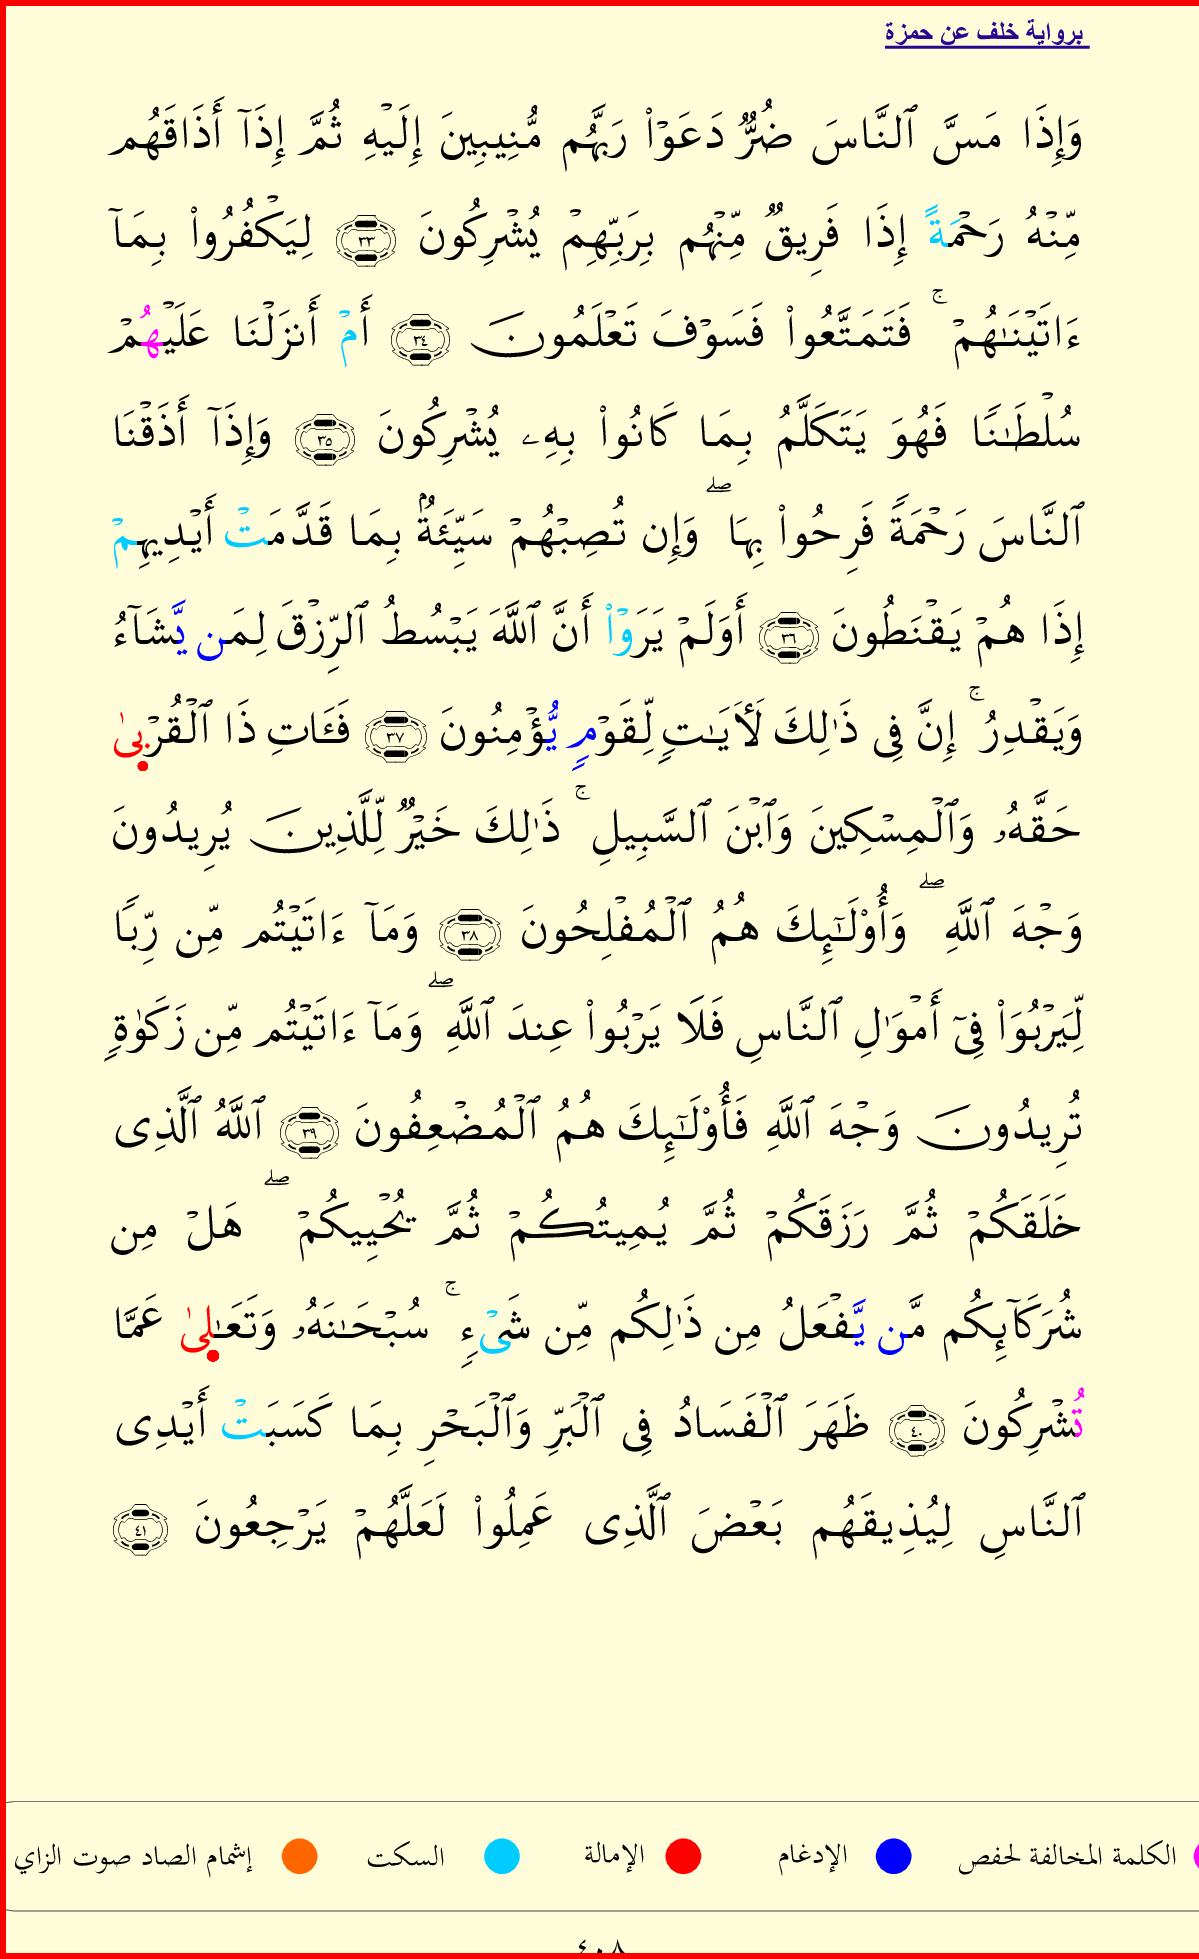 برواية خلف عن حمزة
وَإِذَا مَسَّ ٱلنَّاسَ ضُرٌّ دَعَوۡاْ رَبَّهُم مُّنِيبِينَ إِلَيۡهِ ثُمَّ إِذَآ أَذَاقَهُم
مِّنۡهُ رَحۡمَةً إِذَا فَرِيقٌ مِّنۡهُم بِرَبِّهِمۡ يُشۡرِكُونَ ٣٣ لِيَكۡفُرُواْ بِمَآ
ءَاتَيۡنَٰهُمۡۚ فَتَمَتَّعُواْ فَسَوۡفَ تَعۡلَمُونَ ٣٤ أَمۡ أَنزَلۡنَا عَلَيۡهُمۡ
سُلۡطَٰنًا فَهُوَ يَتَكَلَّمُ بِمَا كَانُواْ بِهِۦ يُشۡرِكُونَ ٣٥ وَإِذَآ أَذَقۡنَا
ٱلنَّاسَ رَحۡمَةً فَرِحُواْ بِهَاۖ وَإِن تُصِبۡهُمۡ سَيِّئَةُۢ بِمَا قَدَّمَتۡ أَيۡدِيهِمۡ
إِذَا هُمۡ يَقۡنَطُونَ ٣٦ أَوَلَمۡ يَرَوۡاْ أَنَّ ٱللَّهَ يَبۡسُطُ ٱلرِّزۡقَ لِمَن يَّشَآءُ
وَيَقۡدِرُۚ إِنَّ فِي ذَٰلِكَ لَأٓيَٰتٍ لِّقَوۡمٍ يُّؤۡمِنُونَ ٣٧ فَـَٔاتِ ذَا ٱلۡقُرۡبىٰ
حَقَّهُۥ وَٱلۡمِسۡكِينَ وَٱبۡنَ ٱلسَّبِيلِۚ ذَٰلِكَ خَيۡرٌ لِّلَّذِينَ يُرِيدُونَ
وَجۡهَ ٱللَّهِۖ وَأُوْلَٰٓئِكَ هُمُ ٱلۡمُفۡلِحُونَ ٣٨ وَمَآ ءَاتَيۡتُم مِّن رِّبًا
لِّيَرۡبُوَاْ فِيٓ أَمۡوَٰلِ ٱلنَّاسِ فَلَا يَرۡبُواْ عِندَ ٱللَّهِۖ وَمَآ ءَاتَيۡتُم مِّن زَكَوٰةٍ
تُرِيدُونَ وَجۡهَ ٱللَّهِ فَأُوْلَٰٓئِكَ هُمُ ٱلۡمُضۡعِفُونَ ٣٩ ٱللَّهُ ٱلَّذِي
خَلَقَكُمۡ ثُمَّ رَزَقَكُمۡ ثُمَّ يُمِيتُكُمۡ ثُمَّ يُحۡيِيكُمۡۖ هَلۡ مِن
شُرَكَآئِكُم مَّن يَّفۡعَلُ مِن ذَٰلِكُم مِّن شَيۡءٍۚ سُبۡحَٰنَهُۥ وَتَعَٰلىٰ عَمَّا
تُشۡرِكُونَ ٤٠ ظَهَرَ ٱلۡفَسَادُ فِي ٱلۡبَرِّ وَٱلۡبَحۡرِ بِمَا كَسَبَتۡ أَيۡدِي
ٱلنَّاسِ لِيُذِيقَهُم بَعۡضَ ٱلَّذِي عَمِلُواْ لَعَلَّهُمۡ يَرۡجِعُونَ ٤١
الكلمة المخالفة لحفص الإدغام الإمالة السكت إشمام الصاد صوت الزاي
٤٠٨